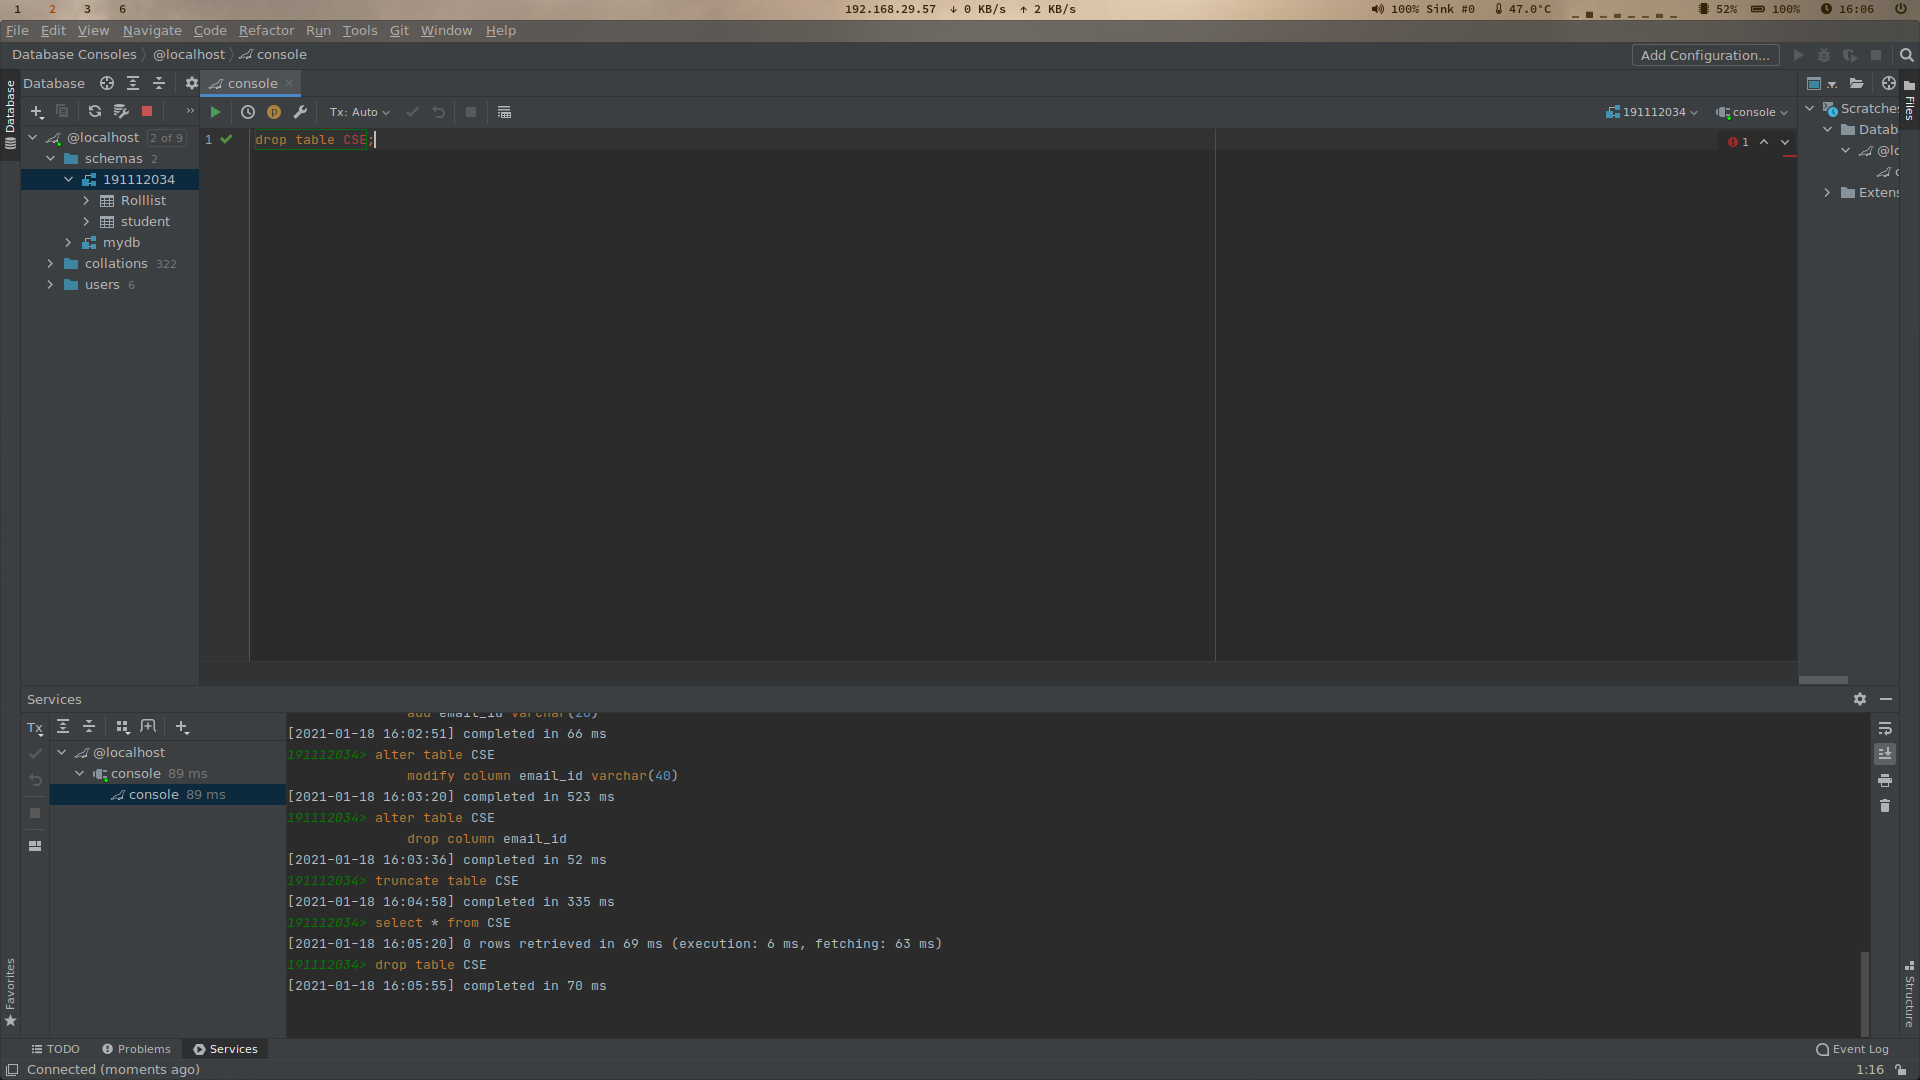 1 2 3 6 192.168.29.57 ↓ 0 KB/s ↑ 2 KB/s 100% Sink #0 47.0°C 52% 100% 16:06
File Edit View Navigate Code Refactor Run Tools Git Window Help
Database Consoles @localhost console Add Configuration...
Database console
Tx: Auto 191112034 console
Database
Files
@localhost 2 of 9
schemas 2
191112034
Rolllist
student
mydb
collations 322
users 6
1 drop table CSE;
1
Scratches
Datab
@lc
c
Extens
Services
Tx
@localhost
console 89 ms
console 89 ms
add email_id varchar(20)
[2021-01-18 16:02:51] completed in 66 ms
191112034> alter table CSE
modify column email_id varchar(40)
[2021-01-18 16:03:20] completed in 523 ms
191112034> alter table CSE
drop column email_id
[2021-01-18 16:03:36] completed in 52 ms
191112034> truncate table CSE
[2021-01-18 16:04:58] completed in 335 ms
191112034> select * from CSE
[2021-01-18 16:05:20] 0 rows retrieved in 69 ms (execution: 6 ms, fetching: 63 ms)
191112034> drop table CSE
[2021-01-18 16:05:55] completed in 70 ms
Favorites
Structure
TODO Problems Services Event Log
Connected (moments ago) 1:16